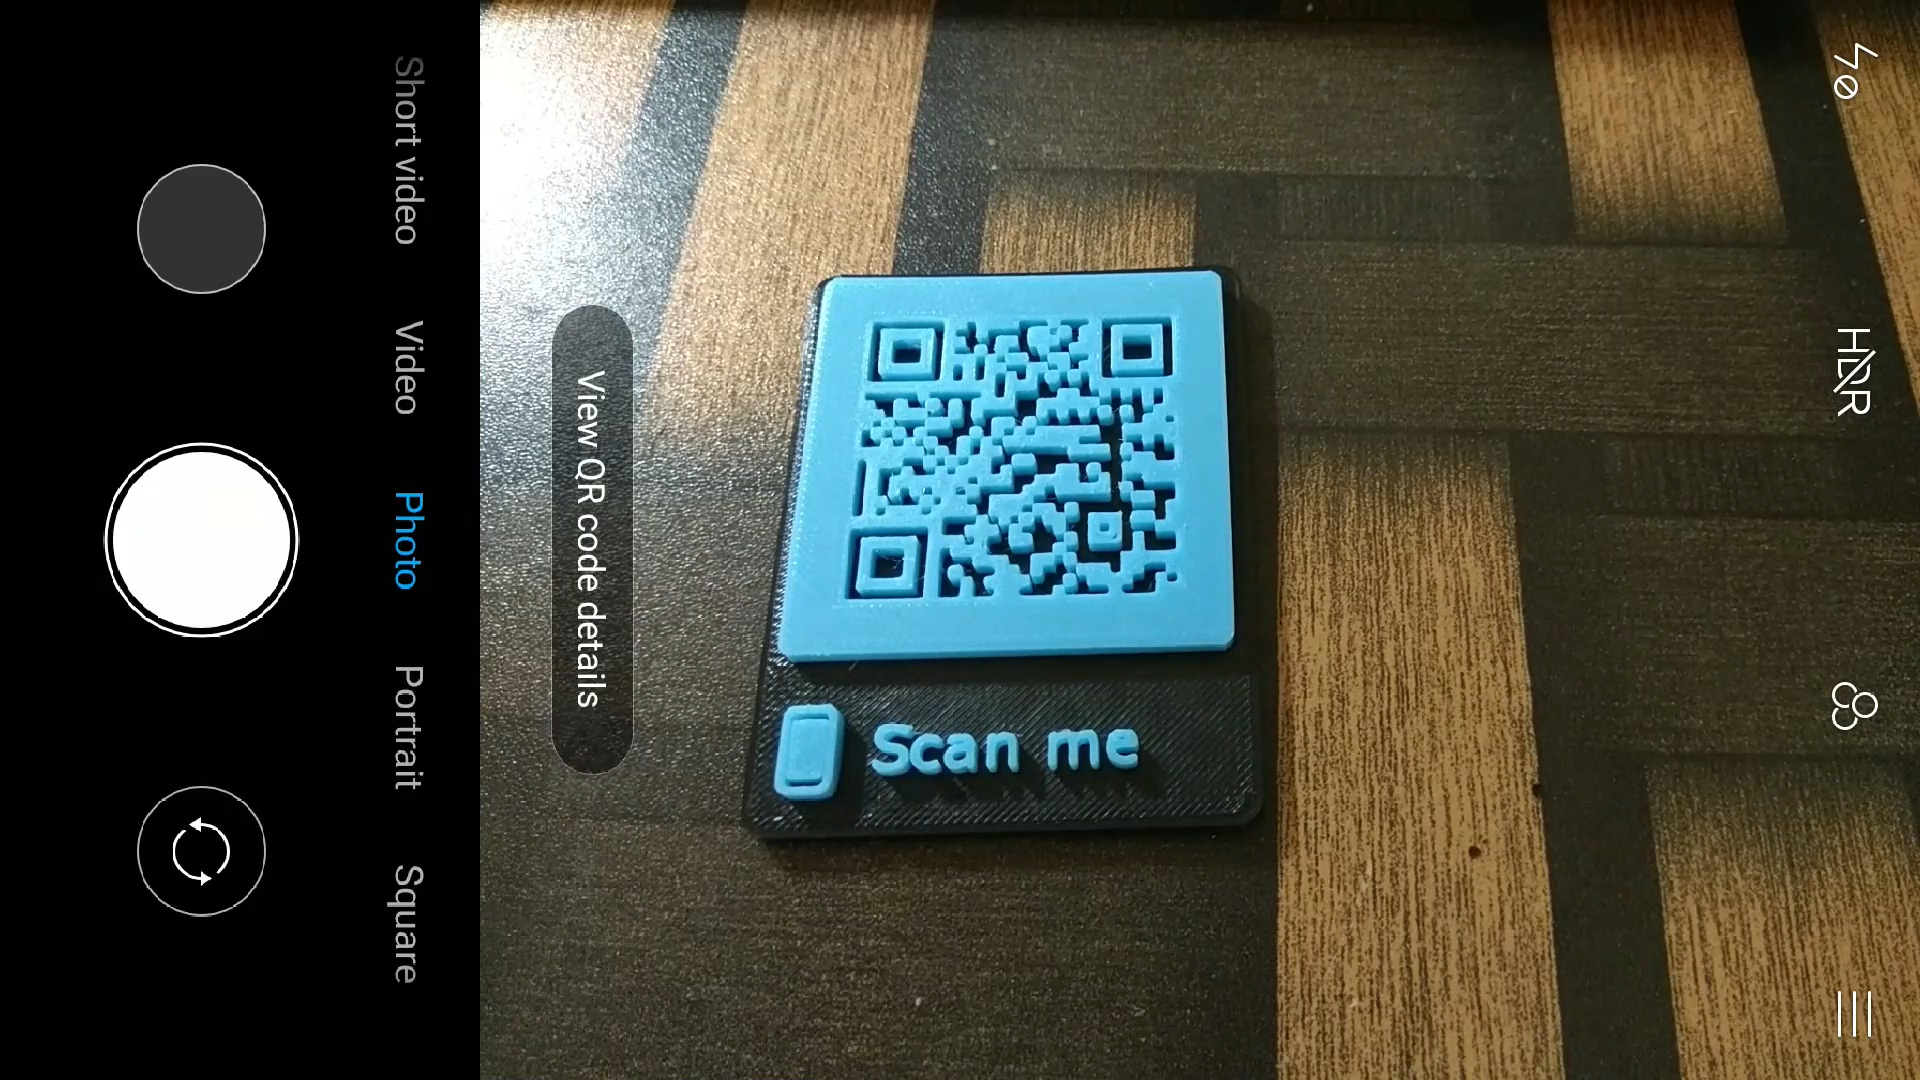 Short video
Video
Photo
Portrait
Square
View QR code details
Scan me
HDR